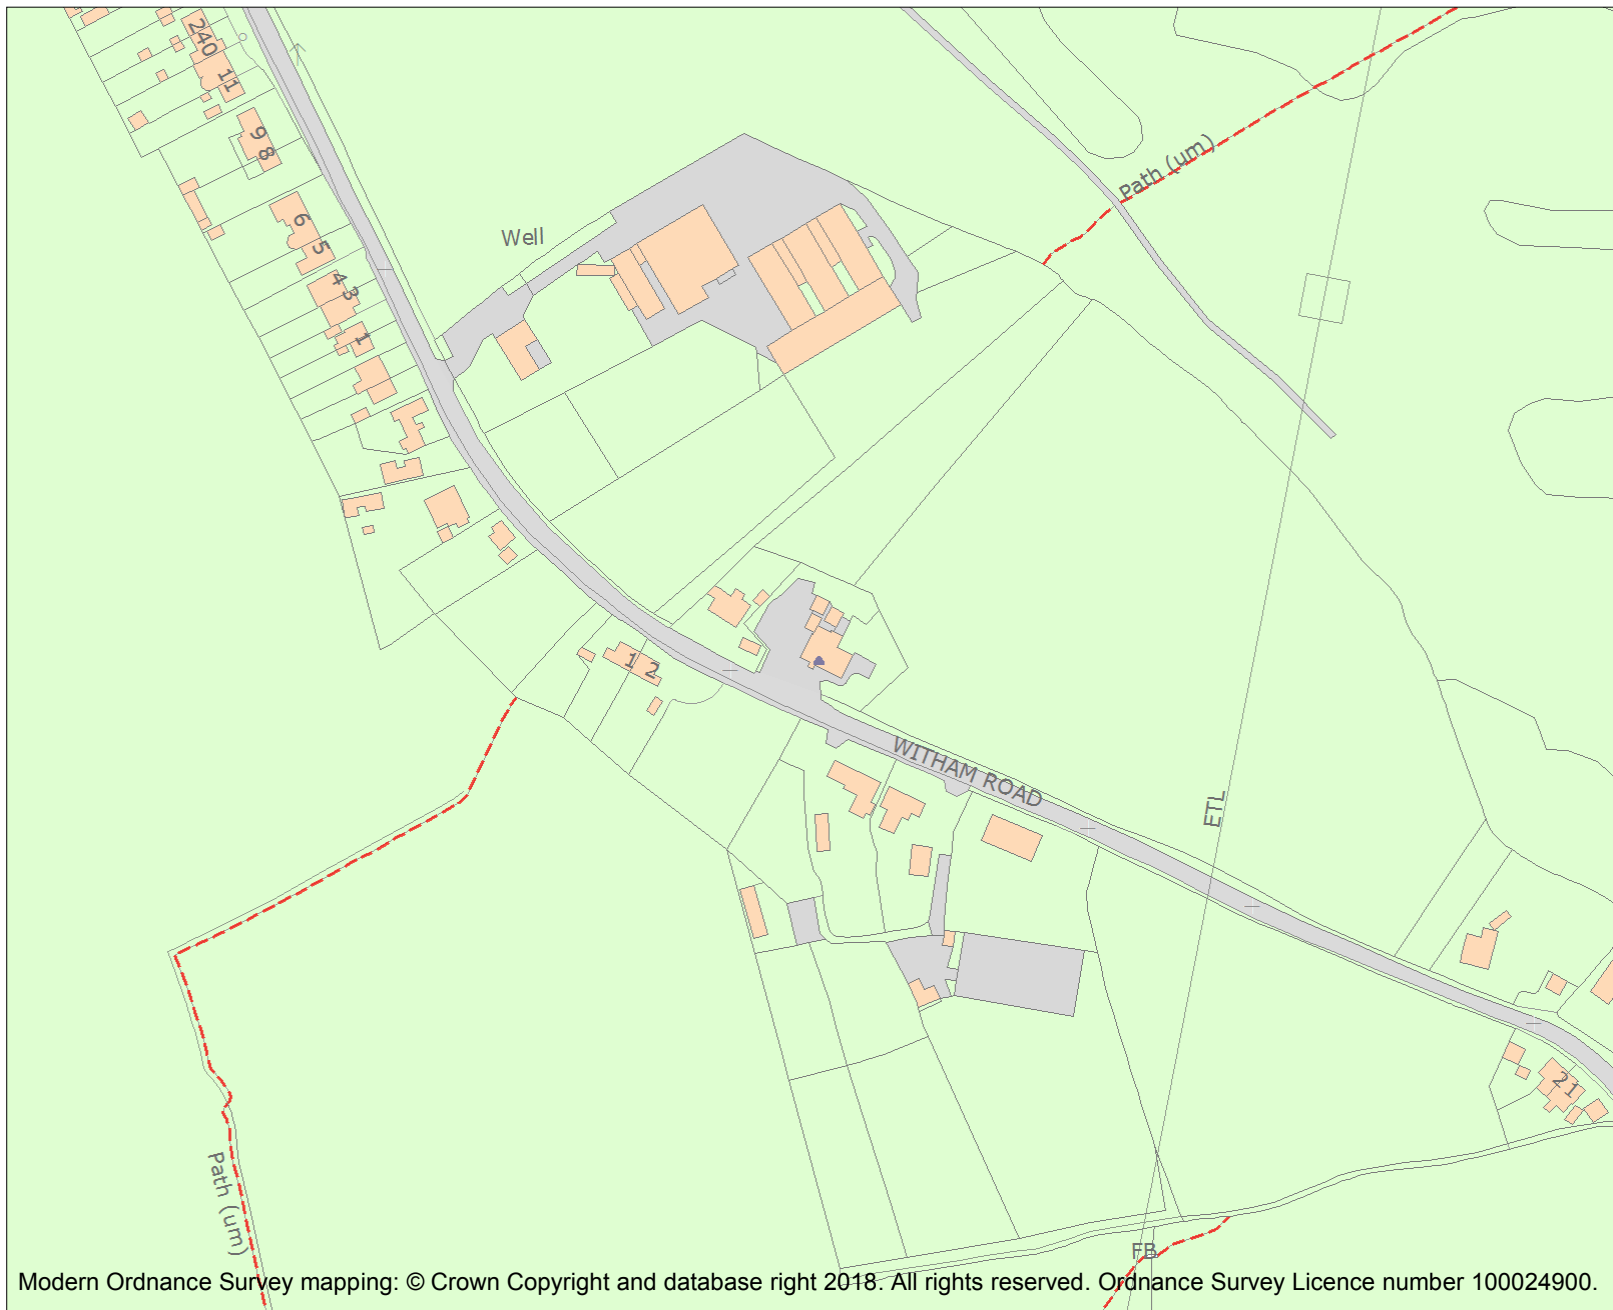 240
11
9
8
6
5
4
3
1
Well
Path (um)
1 2
WITHAM ROAD
ETL
21
Path (um)
FB
Modern Ordnance Survey mapping: © Crown Copyright and database right 2018. All rights reserved. Ordnance Survey Licence number 100024900.